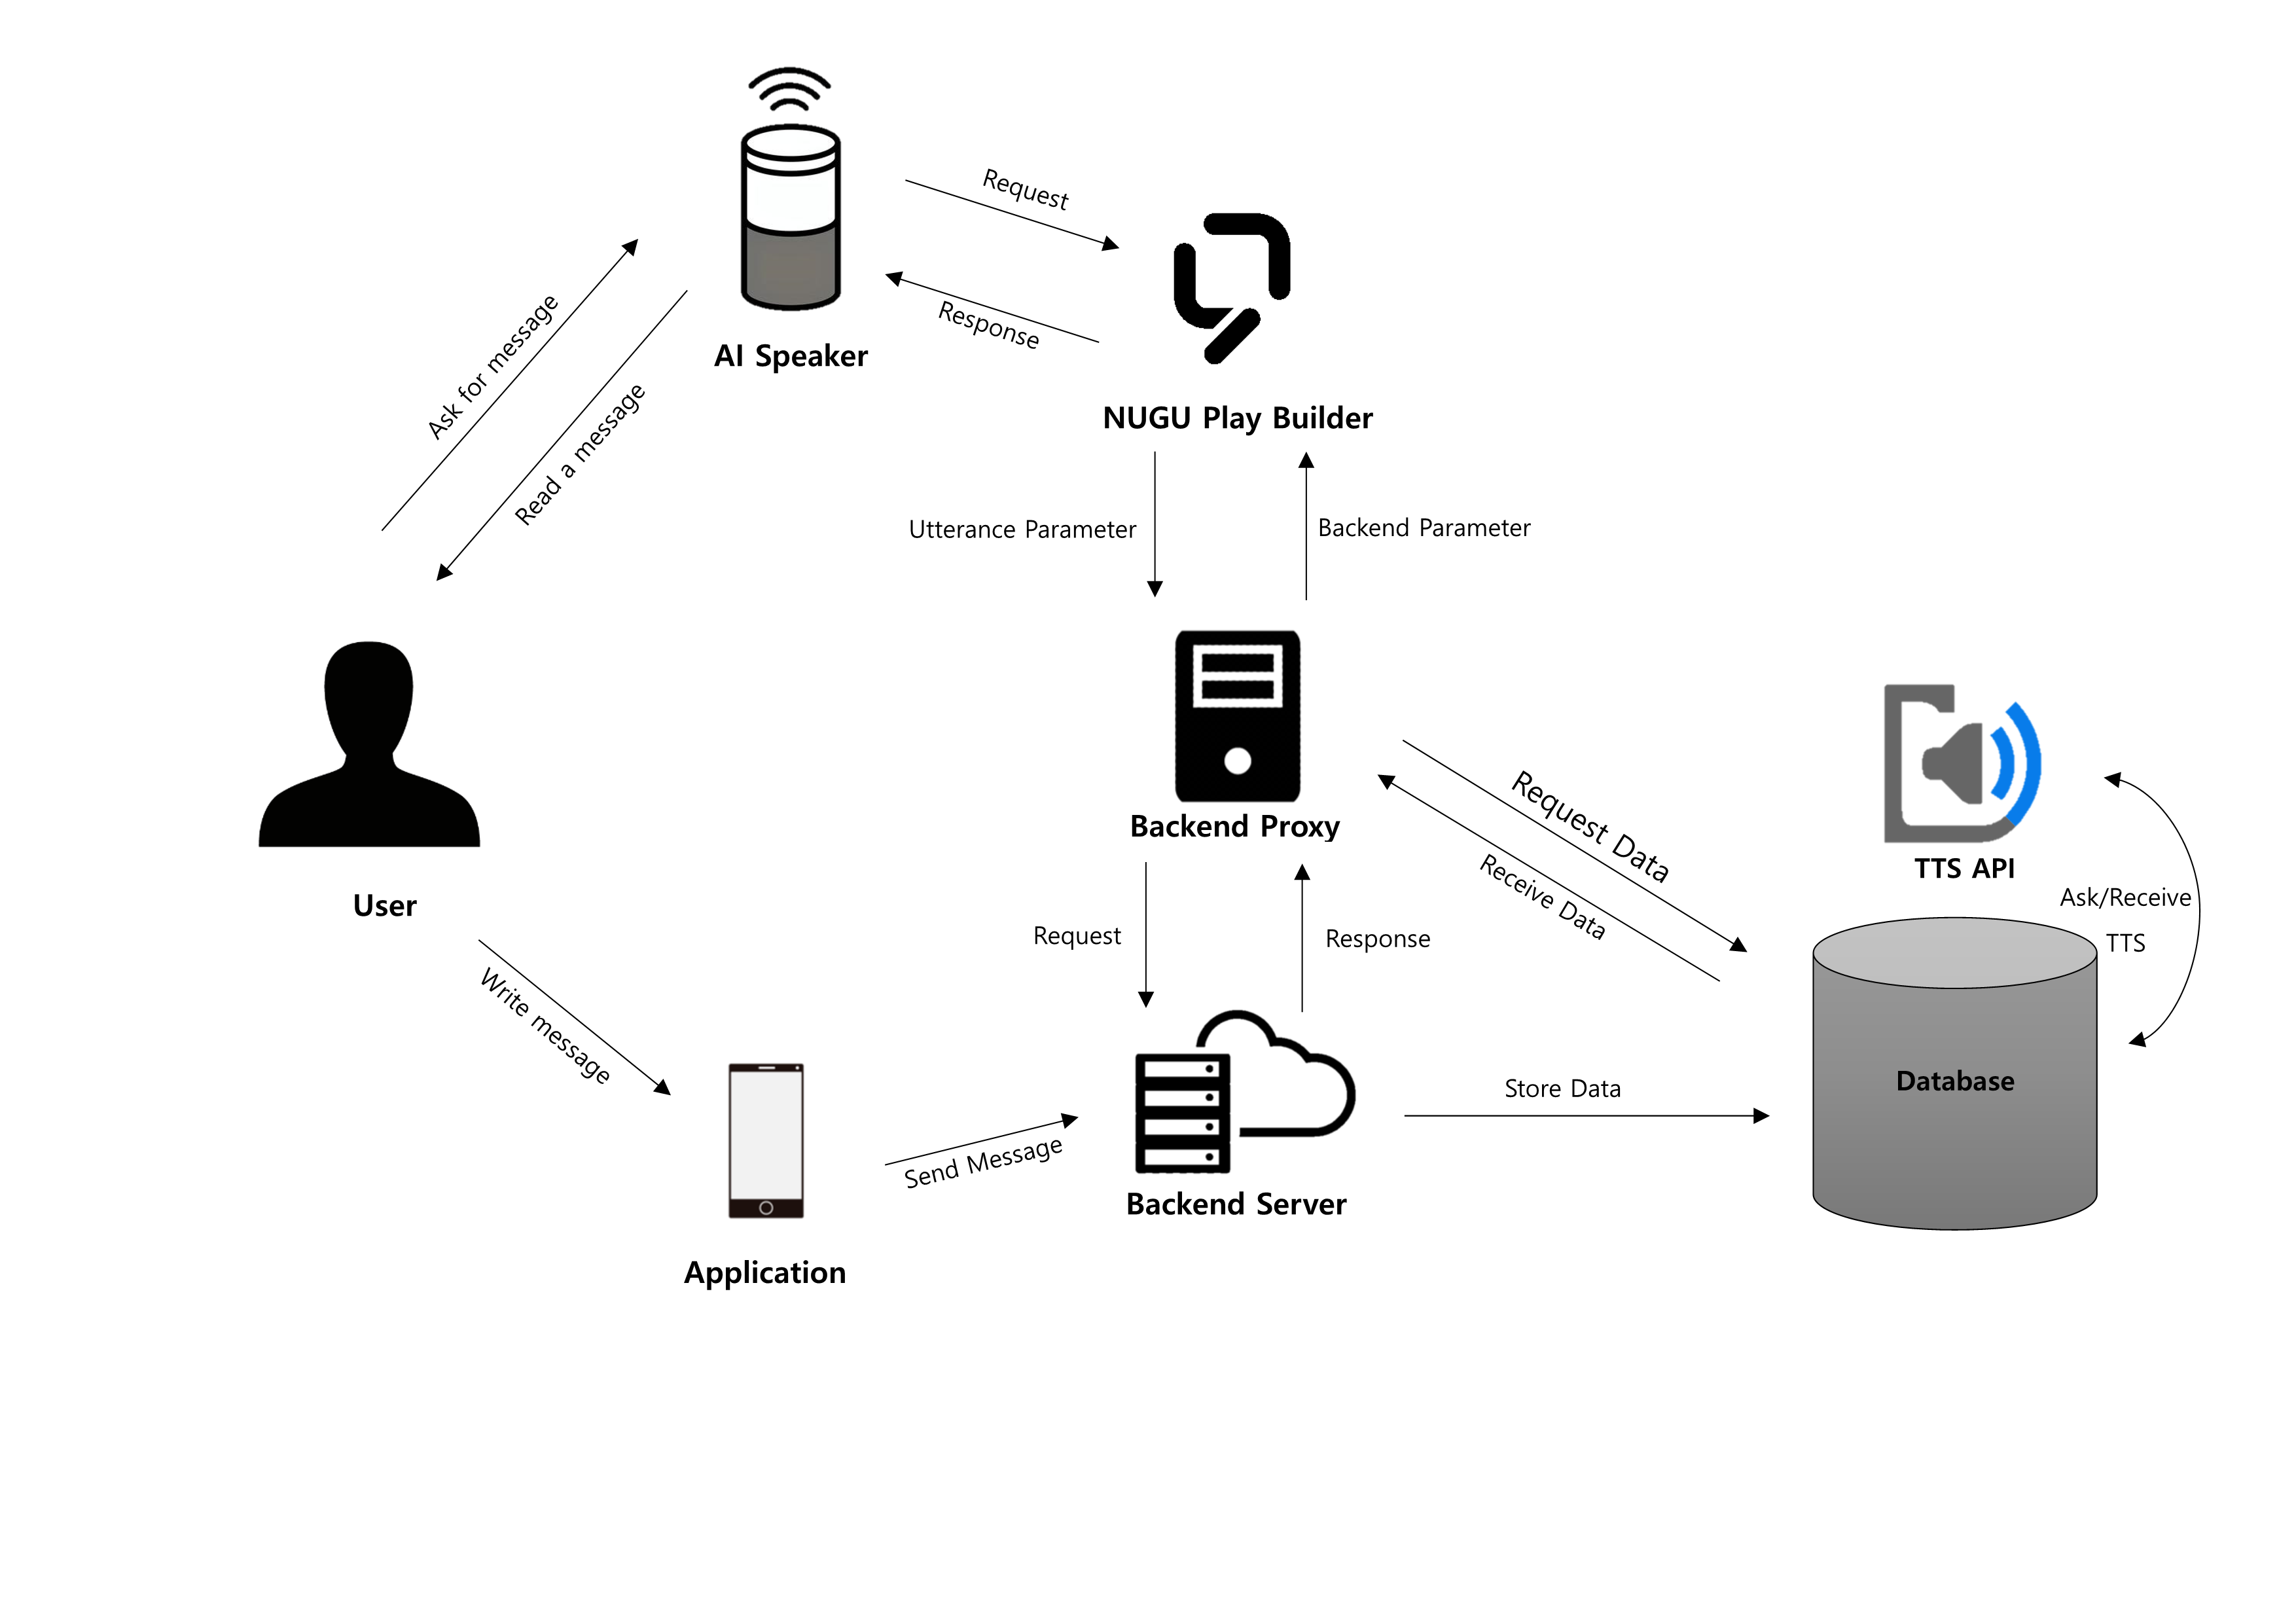 Request
Response
AI Speaker
Ask for message
Read a message
NUGU Play Builder
Utterance Parameter
Backend Parameter
Backend Proxy
Request Data
Receive Data
TTS API
Ask/Receive
TTS
User
Write message
Request
Response
Store Data
Database
Send Message
Backend Server
Application